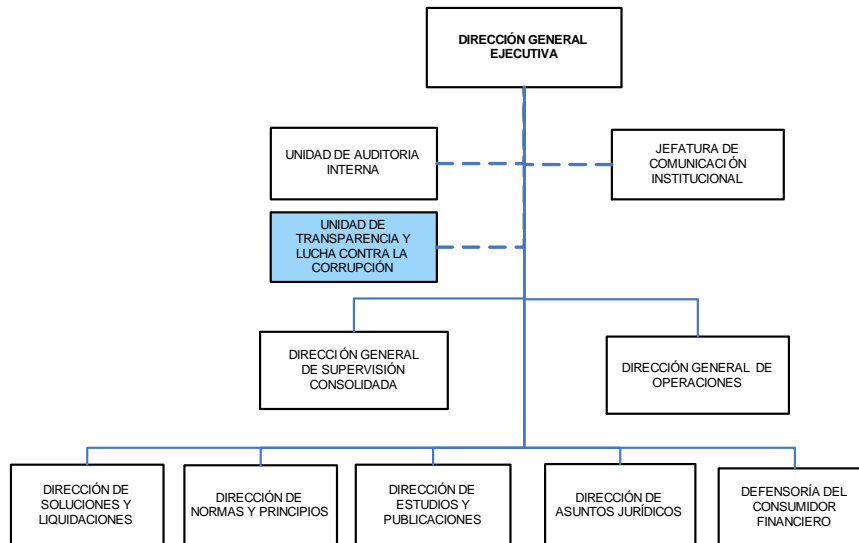 DIRECCIÓN GENERAL
EJECUTIVA
UNIDAD DE AUDITORIA
INTERNA
JEFATURA DE
COMUNICACIÓN
INSTITUCIONAL
UNIDAD DE
TRANSPARENCIA Y
LUCHA CONTRA LA
CORRUPCIÓN
DIRECCIÓN GENERAL
DE SUPERVISIÓN
CONSOLIDADA
DIRECCIÓN GENERAL DE
OPERACIONES
DIRECCIÓN DE
SOLUCIONES Y
LIQUIDACIONES
DIRECCIÓN DE
NORMAS Y PRINCIPIOS
DIRECCIÓN DE
ESTUDIOS Y
PUBLICACIONES
DIRECCIÓN DE
ASUNTOS JURÍDICOS
DEFENSORÍA DEL
CONSUMIDOR
FINANCIERO